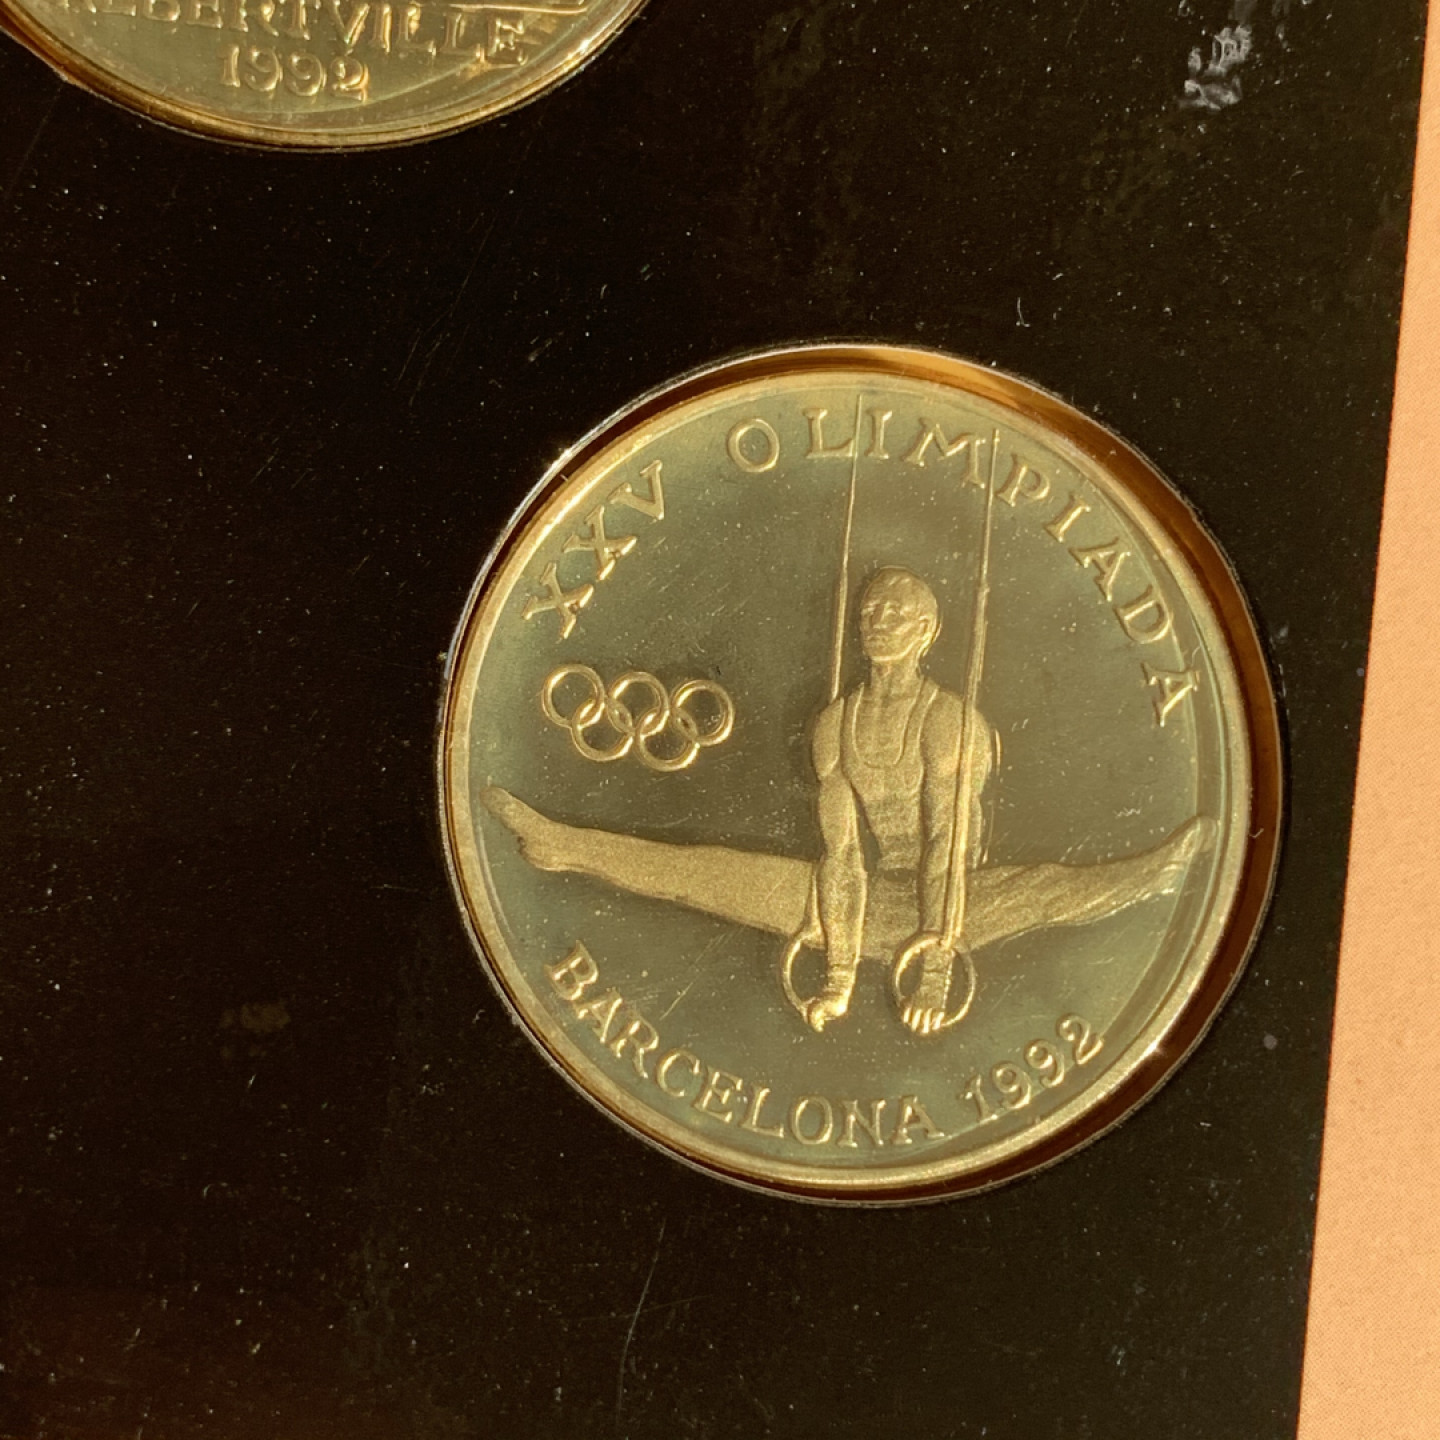 ALBERTVILLE
1992
XXV OLIMPIADA
BARCELONA 1992